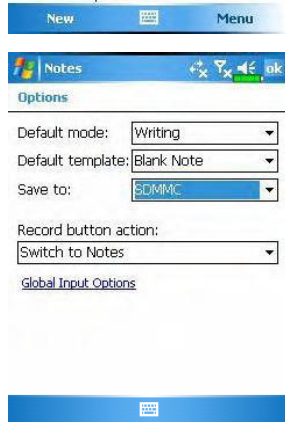 New Menu
Notes ok
Options
Default mode: Writing
Default template: Blank Note
Save to: SDMMC
Record button action:
Switch to Notes
Global Input Options